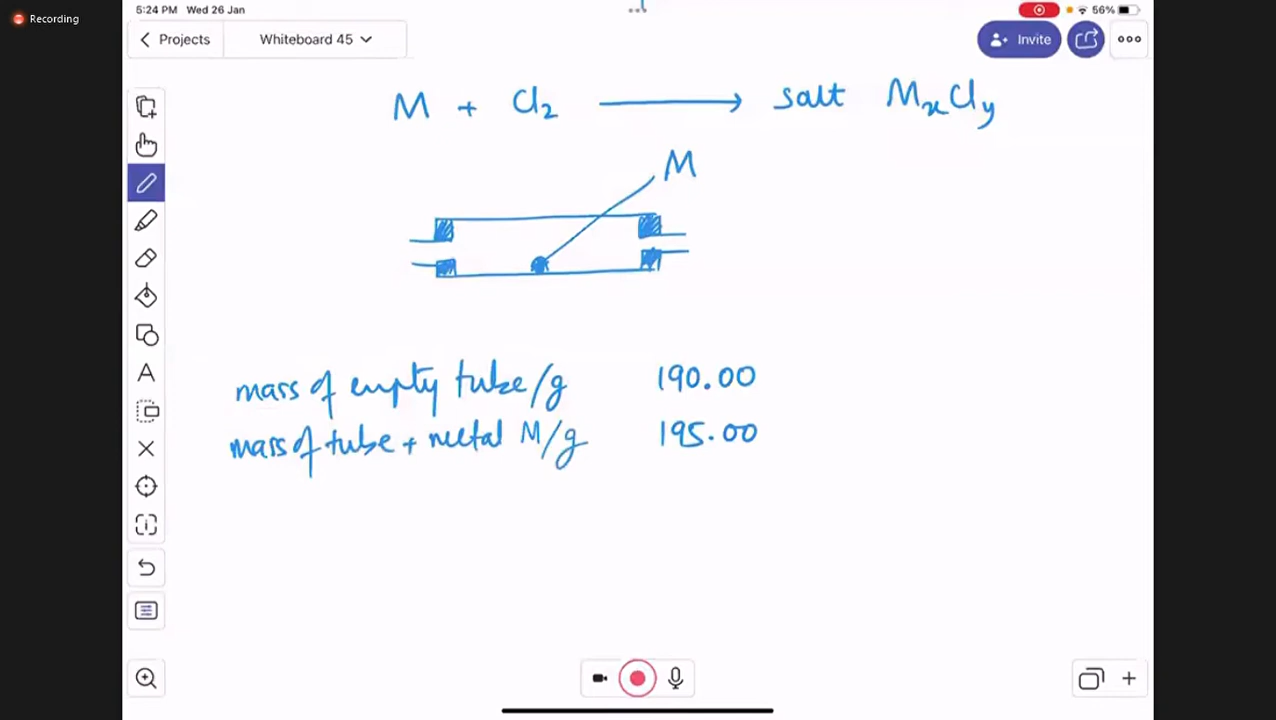 Recording
5:24 PM Wed 26 Jan
56%
Projects
Whiteboard 45
Invite
M + Cl2 → salt MxCly
M
mass of empty tube/g 190.00
mass of tube + metal M/g 195.00
A